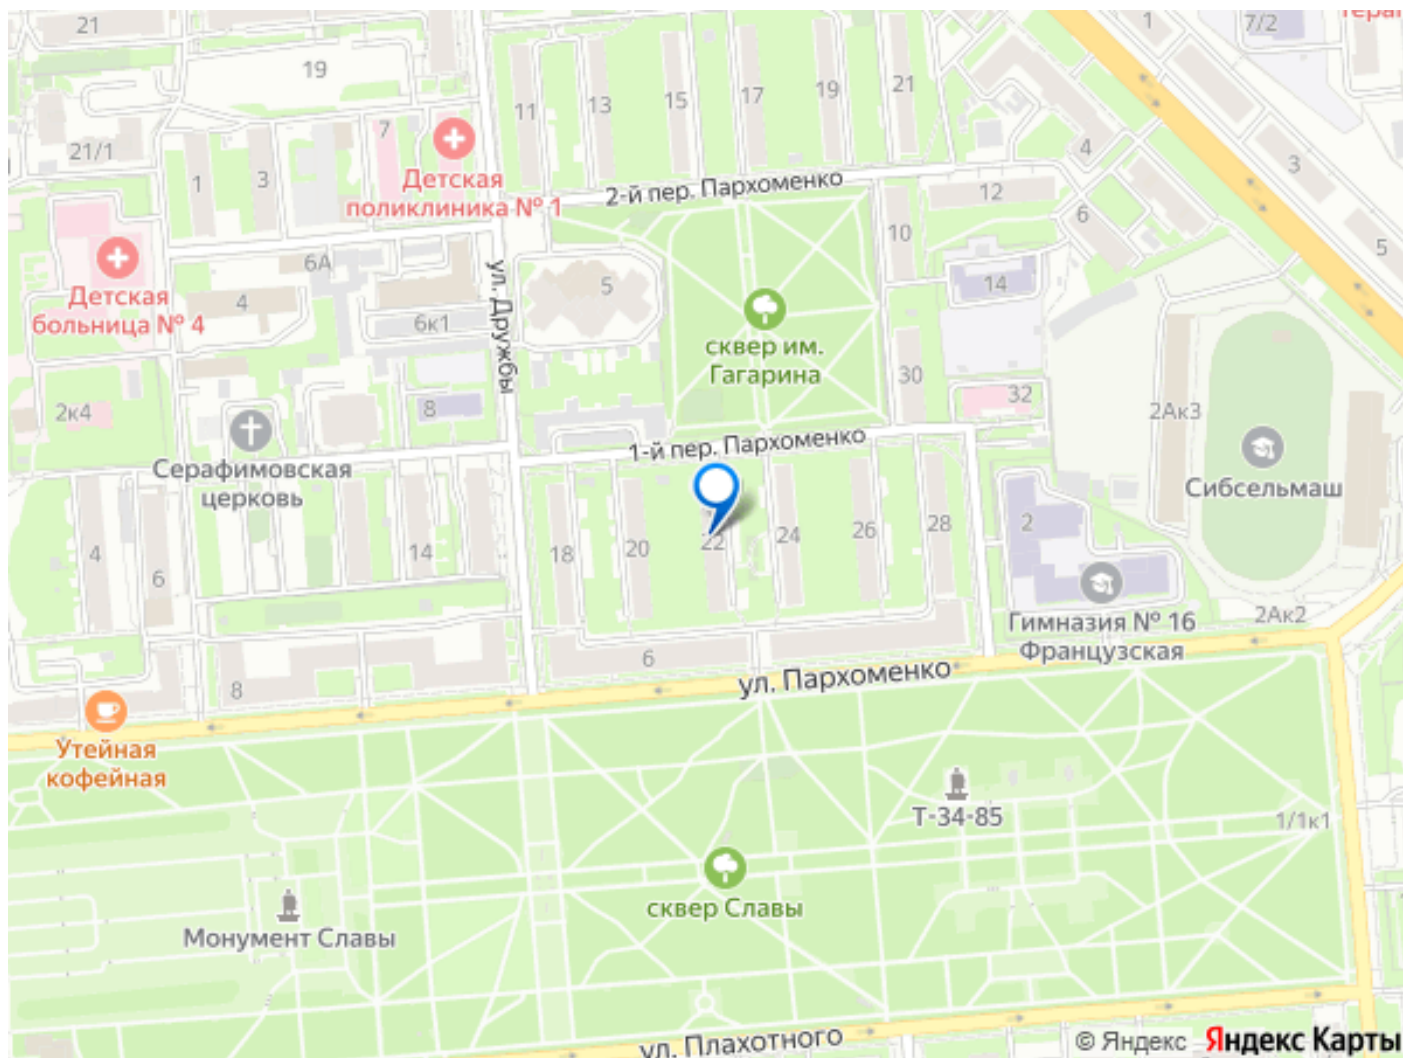 21
19
21/1
1
3
7
Детская
поликлиника № 1
11
13
15
17
19
21
1
7/2
3
5
4
6
12
2-й пер. Пархоменко
10
14
Детская
больница № 4
6А
4
6к1
ул. Дружбы
5
сквер им.
Гагарина
30
32
2Ак3
2к4
8
Серафимовская
церковь
1-й пер. Пархоменко
Сибсельмаш
4
6
14
18
20
22
24
26
28
2
Гимназия № 16
Французская
2Ак2
6
8
ул. Пархоменко
Утейная
кофейная
Т-34-85
1/1к1
сквер Славы
Монумент Славы
ул. Плахотного
© Яндекс Яндекс Карты